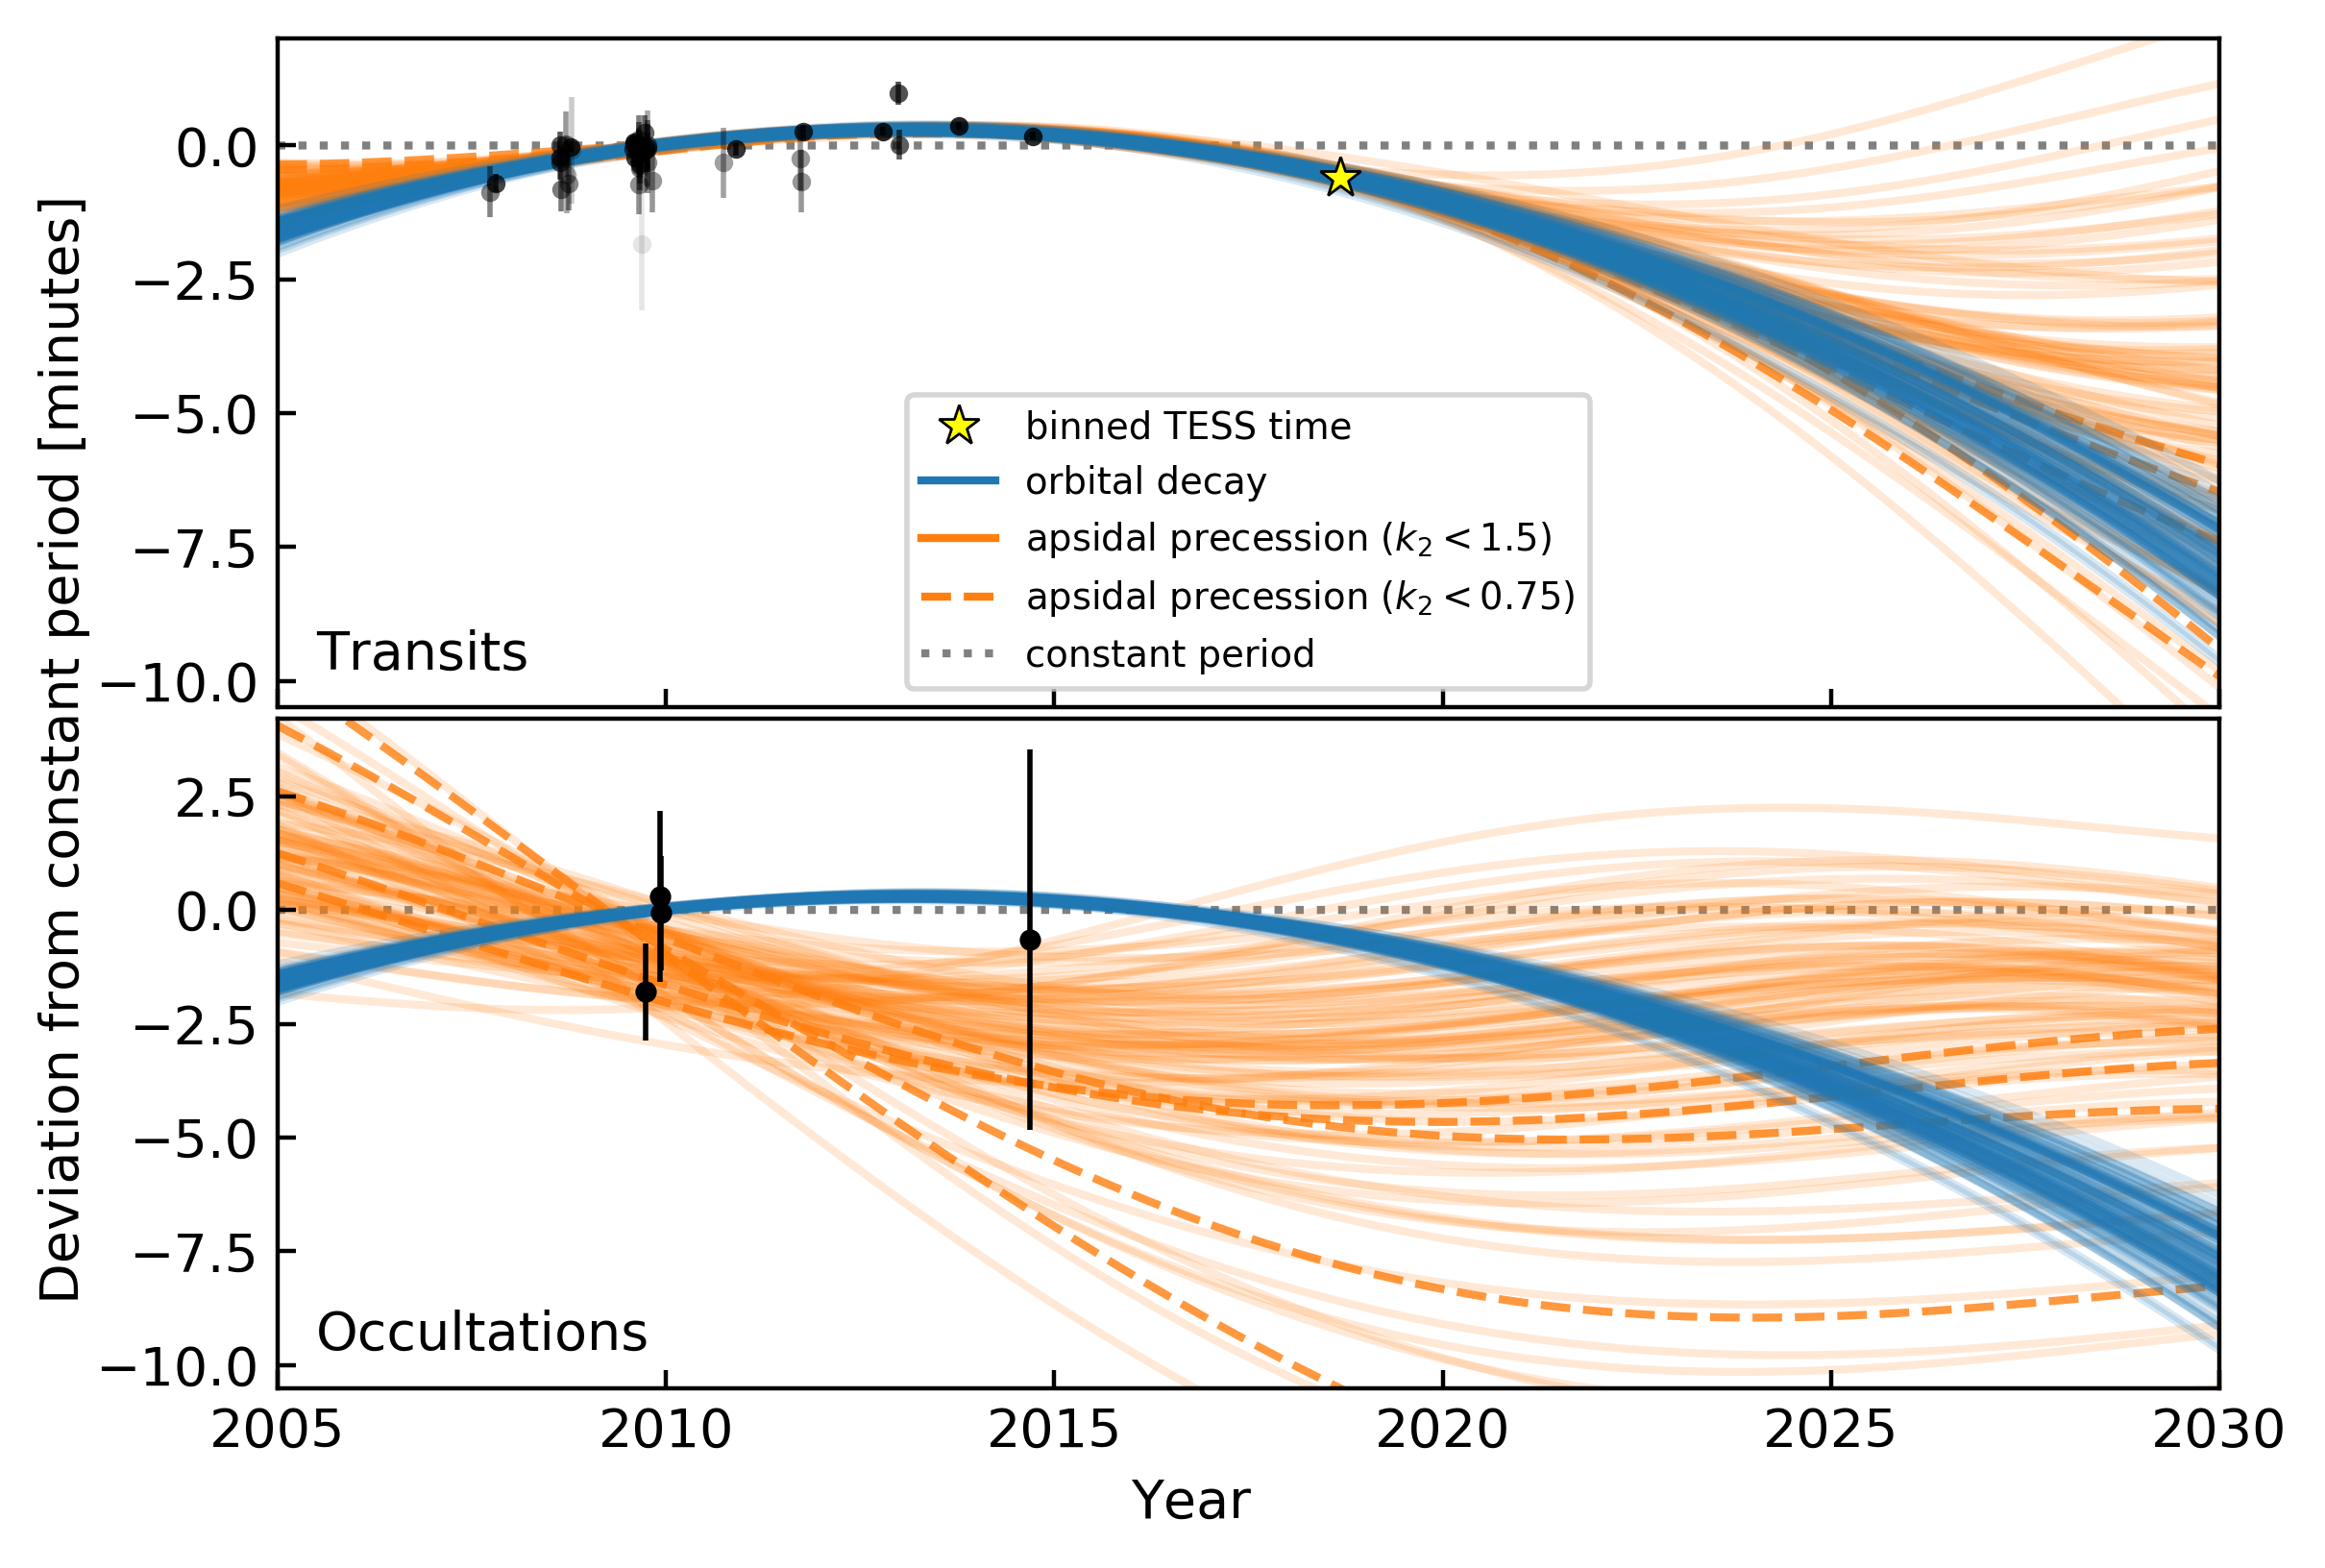 Deviation from constant period [minutes]
0.0
−2.5
−5.0
−7.5
−10.0
binned TESS time
orbital decay
apsidal precession (k₂ < 1.5)
apsidal precession (k₂ < 0.75)
constant period
Transits
2.5
0.0
−2.5
−5.0
−7.5
−10.0
Occultations
2005 2010 2015 2020 2025 2030
Year